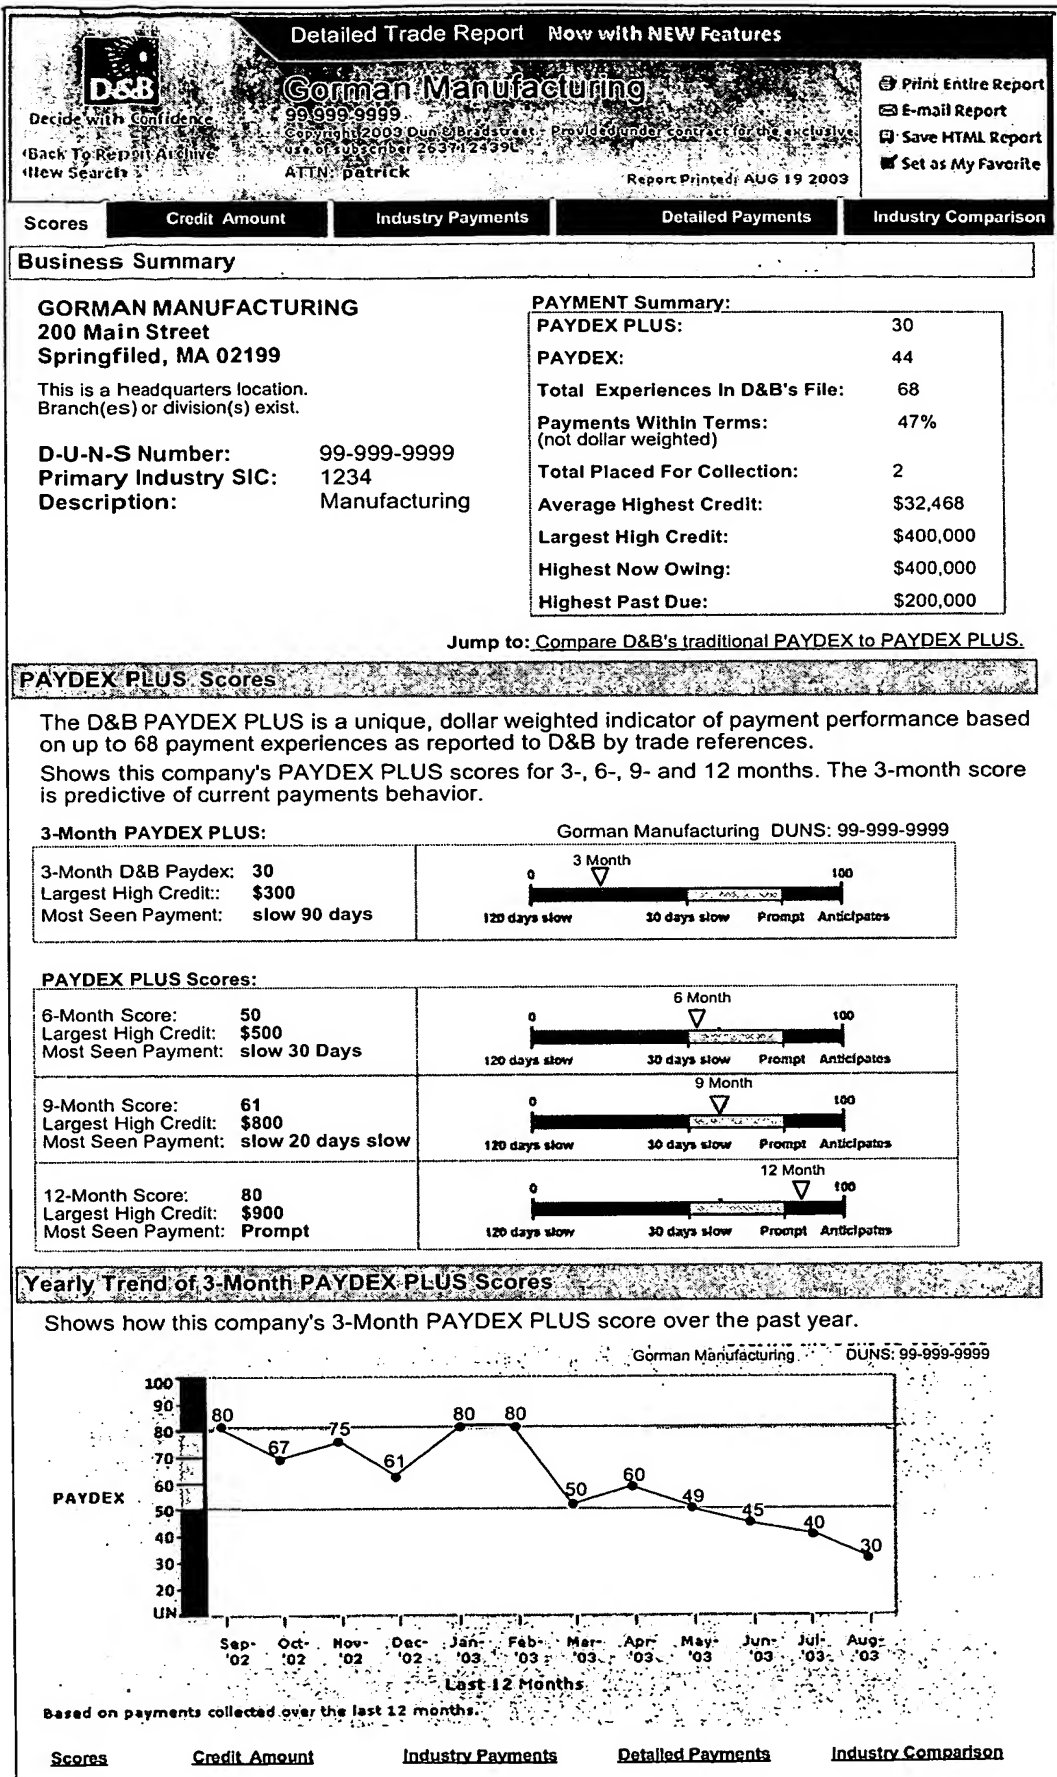 Detailed Trade Report Now with NEW Features
D&B
Decide with Confidence
‹Back To Report Archive
‹New Search
Gorman Manufacturing
99-999-9999
Copyright 2003 Dun & Bradstreet - Provided under contract for the exclusive
use of subscriber 263712439L
ATTN: patrick
Report Printed: AUG 19 2003
Print Entire Report
E-mail Report
Save HTML Report
Set as My Favorite
Scores Credit Amount Industry Payments Detailed Payments Industry Comparison
Business Summary
GORMAN MANUFACTURING
200 Main Street
Springfiled, MA 02199
This is a headquarters location.
Branch(es) or division(s) exist.
D-U-N-S Number: 99-999-9999
Primary Industry SIC: 1234
Description: Manufacturing
PAYMENT Summary:
PAYDEX PLUS: 30
PAYDEX: 44
Total Experiences In D&B's File: 68
Payments Within Terms: 47%
(not dollar weighted)
Total Placed For Collection: 2
Average Highest Credit: $32,468
Largest High Credit: $400,000
Highest Now Owing: $400,000
Highest Past Due: $200,000
Jump to: Compare D&B's traditional PAYDEX to PAYDEX PLUS.
PAYDEX PLUS Scores
The D&B PAYDEX PLUS is a unique, dollar weighted indicator of payment performance based
on up to 68 payment experiences as reported to D&B by trade references.
Shows this company's PAYDEX PLUS scores for 3-, 6-, 9- and 12 months. The 3-month score
is predictive of current payments behavior.
3-Month PAYDEX PLUS: Gorman Manufacturing DUNS: 99-999-9999
3-Month D&B Paydex: 30
Largest High Credit:: $300
Most Seen Payment: slow 90 days
3 Month
0 100
120 days slow 30 days slow Prompt Anticipates
PAYDEX PLUS Scores:
6-Month Score: 50
Largest High Credit: $500
Most Seen Payment: slow 30 Days
6 Month
0 100
120 days slow 30 days slow Prompt Anticipates
9-Month Score: 61
Largest High Credit: $800
Most Seen Payment: slow 20 days slow
9 Month
0 100
120 days slow 30 days slow Prompt Anticipates
12-Month Score: 80
Largest High Credit: $900
Most Seen Payment: Prompt
12 Month
0 100
120 days slow 30 days slow Prompt Anticipates
Yearly Trend of 3-Month PAYDEX PLUS Scores
Shows how this company's 3-Month PAYDEX PLUS score over the past year.
Gorman Manufacturing DUNS: 99-999-9999
100
90
80
70
60
50
40
30
20
UN
PAYDEX
80 67 75 61 80 80 50 60 49 45 40 30
Sep- Oct- Nov- Dec- Jan- Feb- Mar- Apr- May- Jun- Jul- Aug-
'02 '02 '02 '02 '03 '03 '03 '03 '03 '03 '03 '03
Last 12 Months
Based on payments collected over the last 12 months.
Scores Credit Amount Industry Payments Detailed Payments Industry Comparison